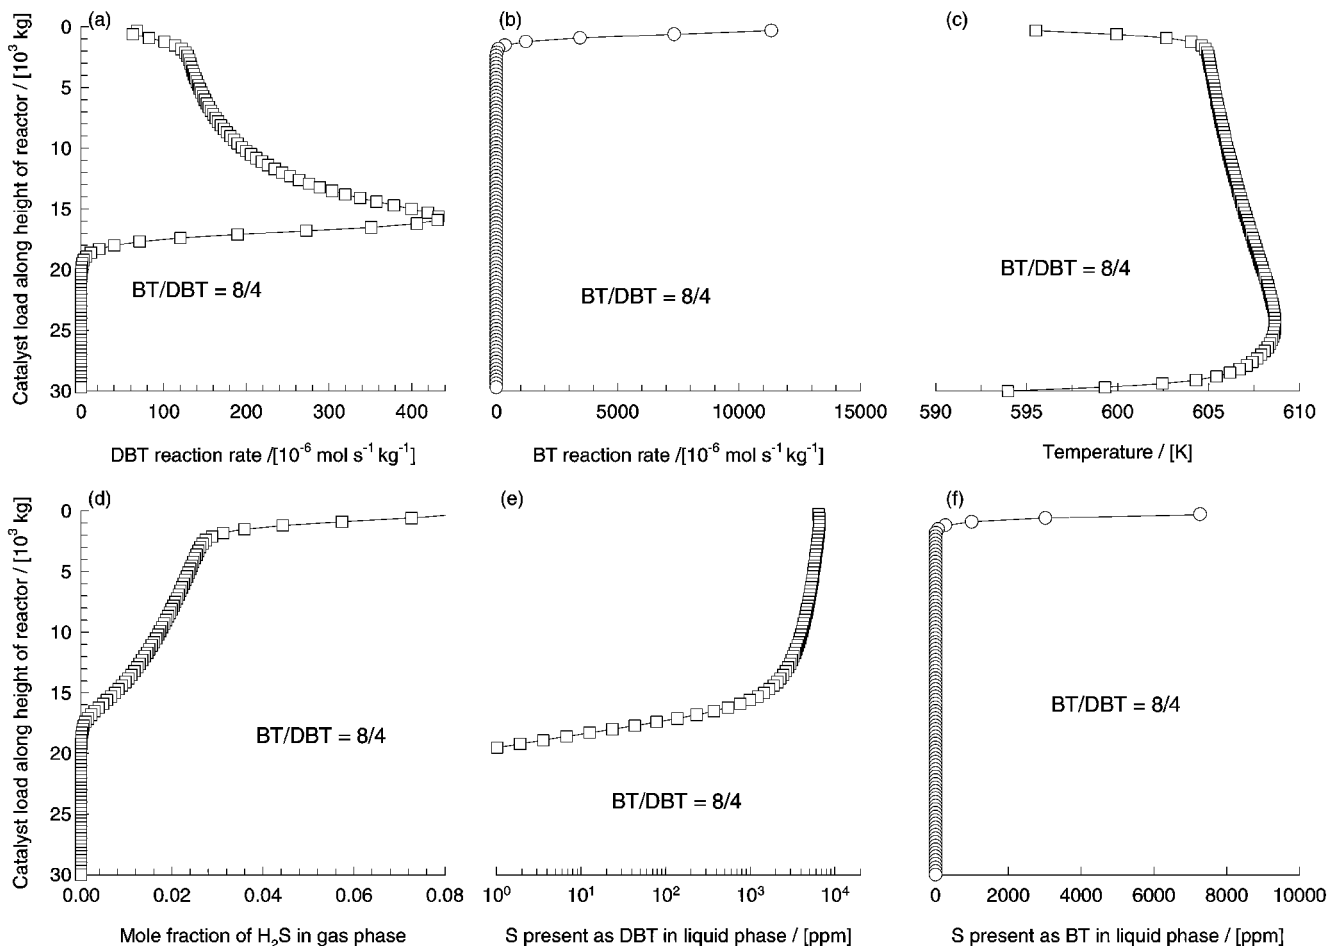 (a)
0
5
10
15
20
25
30
Catalyst load along height of reactor / [10³ kg]
BT/DBT = 8/4
0 100 200 300 400
DBT reaction rate /[10⁻⁶ mol s⁻¹ kg⁻¹]
(b)
BT/DBT = 8/4
0 5000 10000 15000
BT reaction rate /[10⁻⁶ mol s⁻¹ kg⁻¹]
(c)
BT/DBT = 8/4
590 595 600 605 610
Temperature / [K]
(d)
0
5
10
15
20
25
30
Catalyst load along height of reactor / [10³ kg]
BT/DBT = 8/4
0.00 0.02 0.04 0.06 0.08
Mole fraction of H₂S in gas phase
(e)
BT/DBT = 8/4
10⁰ 10¹ 10² 10³ 10⁴
S present as DBT in liquid phase / [ppm]
(f)
BT/DBT = 8/4
0 2000 4000 6000 8000 10000
S present as BT in liquid phase / [ppm]